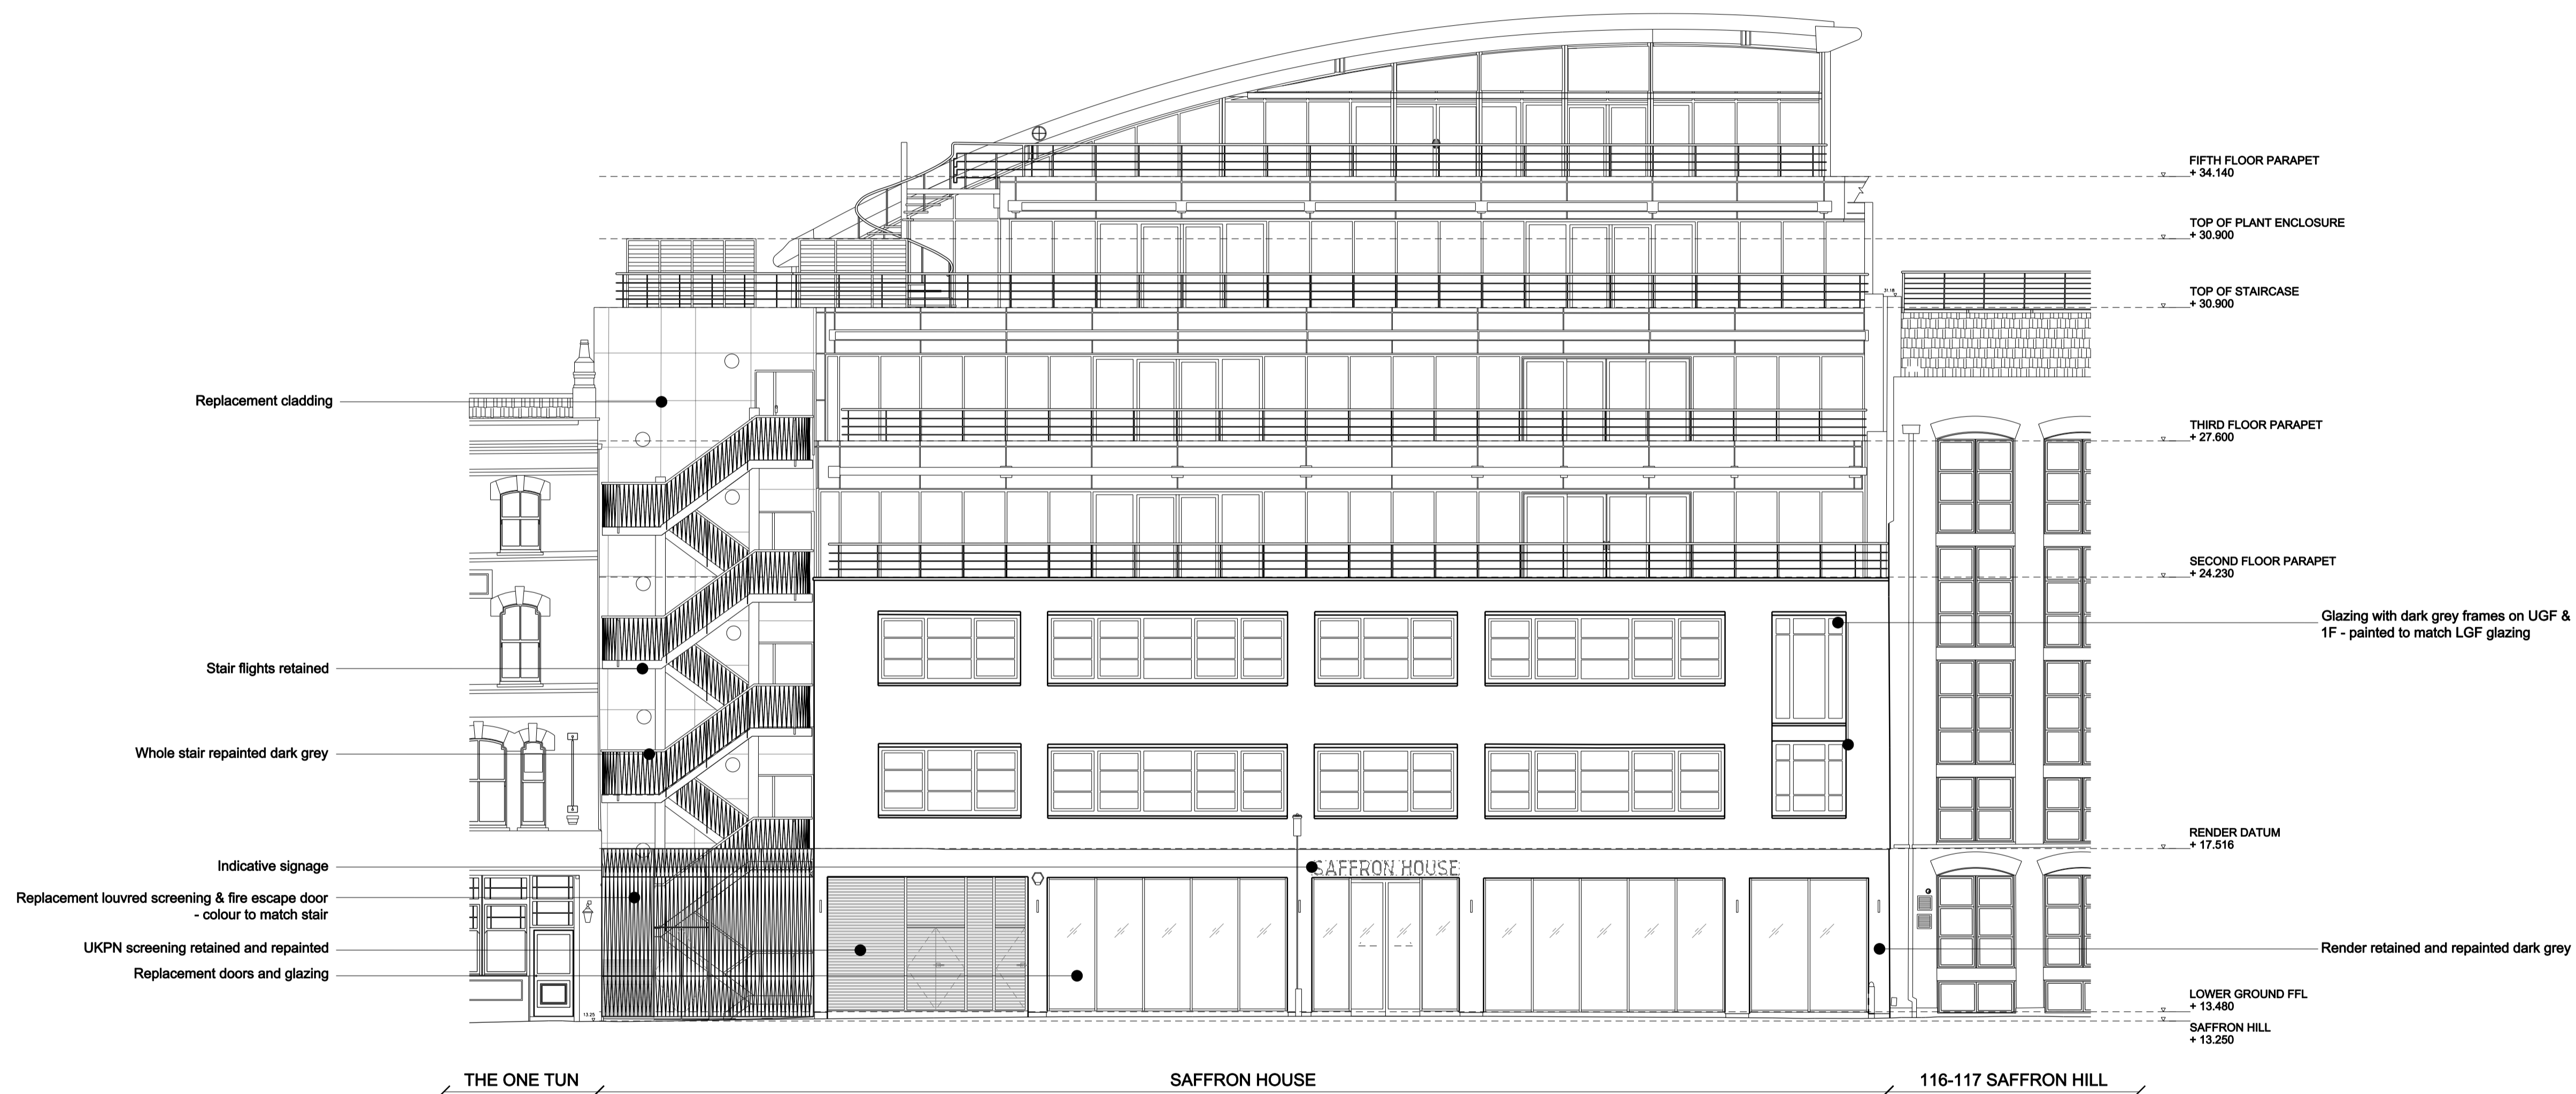 FIFTH FLOOR PARAPET
+ 34.140
TOP OF PLANT ENCLOSURE
+ 30.900
31.18
TOP OF STAIRCASE
+ 30.900
Replacement cladding
THIRD FLOOR PARAPET
+ 27.600
SECOND FLOOR PARAPET
+ 24.230
Glazing with dark grey frames on UGF &
1F - painted to match LGF glazing
Stair flights retained
Whole stair repainted dark grey
RENDER DATUM
+ 17.516
Indicative signage
SAFFRON HOUSE
Replacement louvred screening & fire escape door
- colour to match stair
UKPN screening retained and repainted
Render retained and repainted dark grey
Replacement doors and glazing
LOWER GROUND FFL
+ 13.480
13.25
SAFFRON HILL
+ 13.250
THE ONE TUN
SAFFRON HOUSE
116-117 SAFFRON HILL